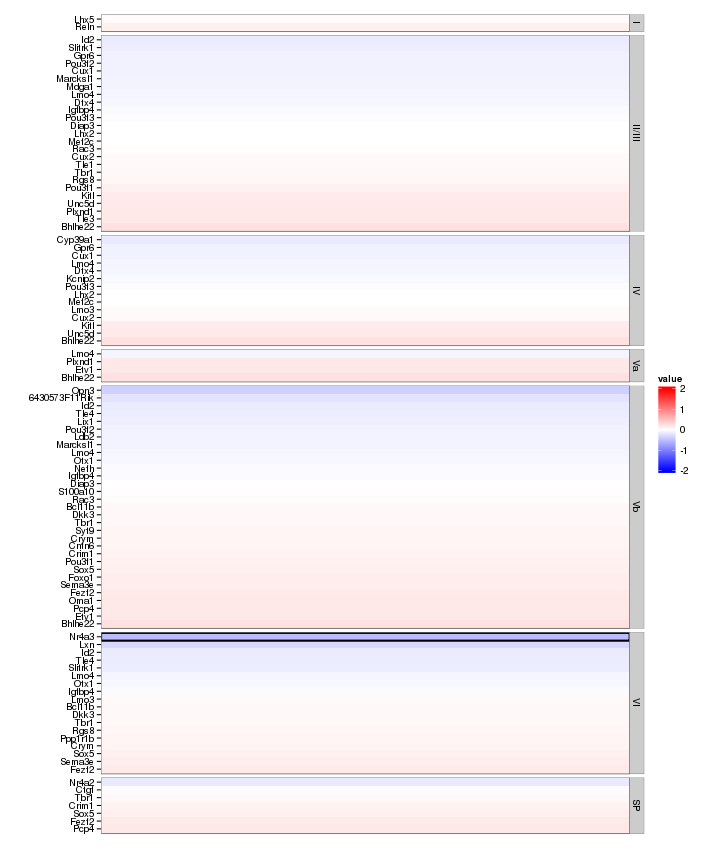 Lhx5
Reln
I
Id2
Slitrk1
Gpr6
Pou3f2
Cux1
Marcksl1
Mdga1
Lmo4
Dtx4
Igfbp4
Pou3f3
Diap3
Lhx2
Mef2c
Rac3
Cux2
Tle1
Tbr1
Rgs8
Pou3f1
Kitl
Unc5d
Plxnd1
Tle3
Bhlhe22
II/III
Cyp39a1
Gpr6
Cux1
Lmo4
Dtx4
Kcnip2
Pou3f3
Lhx2
Mef2c
Lmo3
Cux2
Kitl
Unc5d
Bhlhe22
IV
Lmo4
Plxnd1
Etv1
Bhlhe22
Va
Opn3
6430573F11Rik
Id2
Tle4
Lix1
Pou3f2
Ldb2
Marcksl1
Lmo4
Otx1
Nefh
Igfbp4
Diap3
S100a10
Rac3
Bcl11b
Dkk3
Tbr1
Syt9
Crym
Cntn6
Crim1
Pou3f1
Sox5
Foxo1
Sema3e
Fezf2
Oma1
Pcp4
Etv1
Bhlhe22
Vb
Nr4a3
Lxn
Id2
Tle4
Slitrk1
Lmo4
Otx1
Igfbp4
Lmo3
Bcl11b
Dkk3
Tbr1
Rgs8
Ppp1r1b
Crym
Sox5
Sema3e
Fezf2
VI
Nr4a2
Ctgf
Tbr1
Crim1
Sox5
Fezf2
Pcp4
SP
value
2
1
0
-1
-2